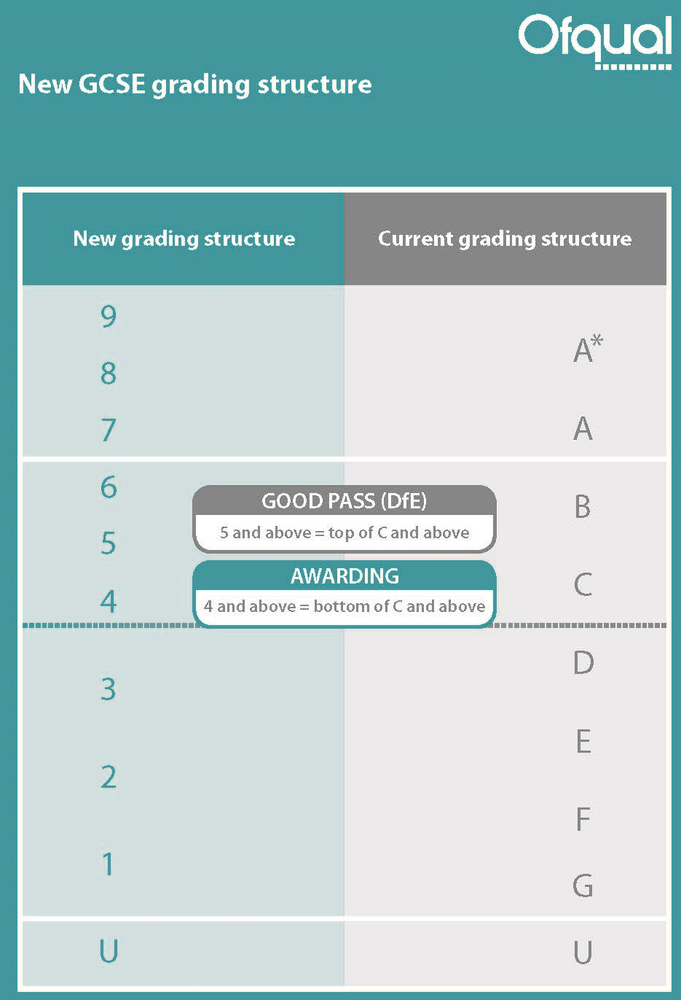 Ofqual
New GCSE grading structure
New grading structure
Current grading structure
9
A*
8
7
A
6
B
GOOD PASS (DfE)
5 and above = top of C and above
5
AWARDING
C
4
4 and above = bottom of C and above
D
3
E
2
F
1
G
U
U